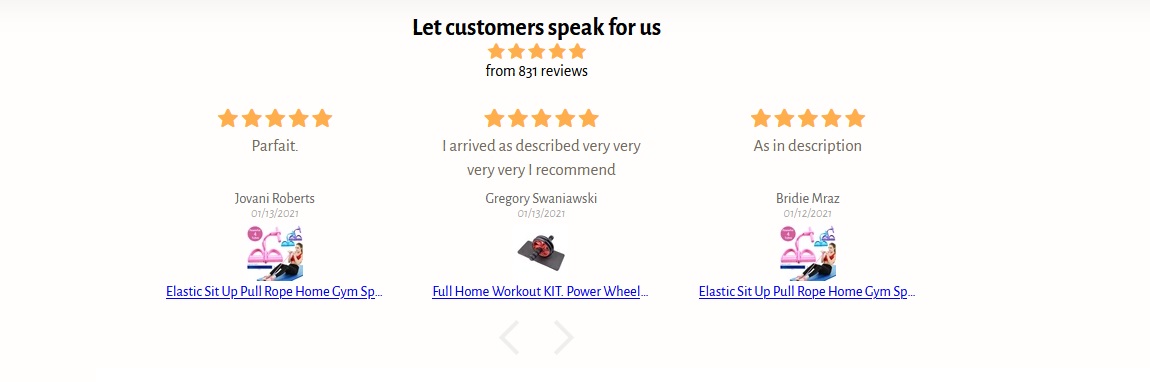 Let customers speak for us
from 831 reviews
Parfait.
Jovani Roberts
01/13/2021
Elastic Sit Up Pull Rope Home Gym Sp...
I arrived as described very very
very very I recommend
Gregory Swaniawski
01/13/2021
Full Home Workout KIT. Power Wheel...
As in description
Bridie Mraz
01/12/2021
Elastic Sit Up Pull Rope Home Gym Sp...